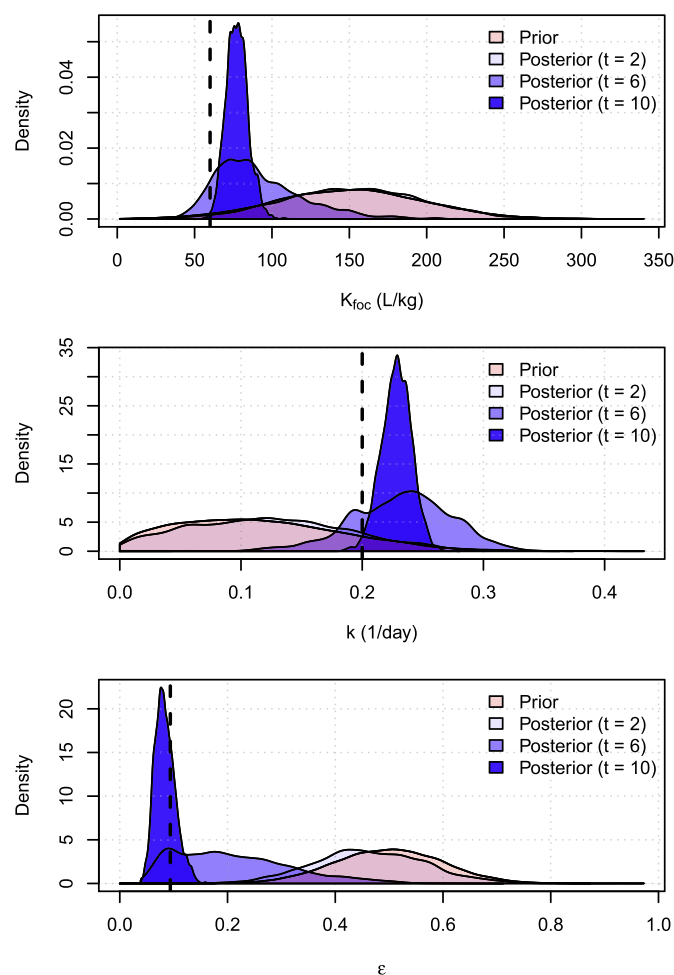 Density
0.00
0.02
0.04
Prior
Posterior (t = 2)
Posterior (t = 6)
Posterior (t = 10)
0 50 100 150 200 250 300 350
Kfoc (L/kg)
Density
0 5 15 25 35
Prior
Posterior (t = 2)
Posterior (t = 6)
Posterior (t = 10)
0.0 0.1 0.2 0.3 0.4
k (1/day)
Density
0 5 10 15 20
Prior
Posterior (t = 2)
Posterior (t = 6)
Posterior (t = 10)
0.0 0.2 0.4 0.6 0.8 1.0
ε